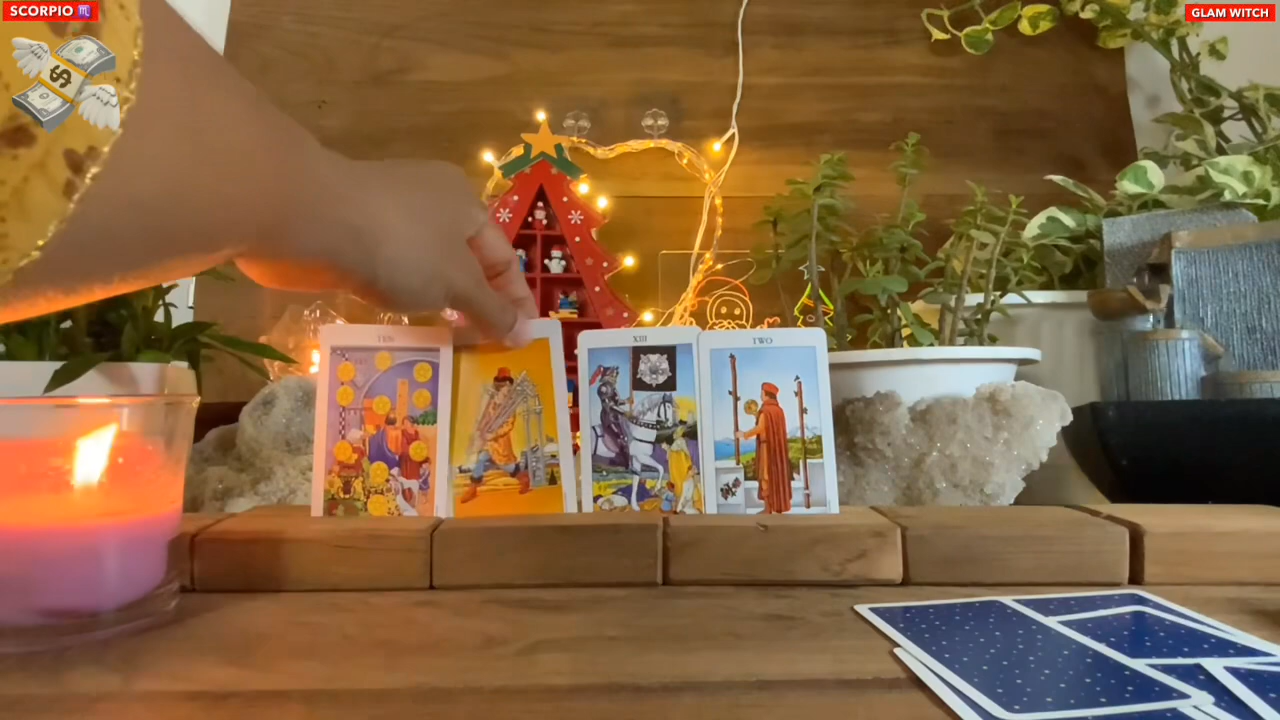 SCORPIO ♏
GLAM WITCH
$
TEN
XIII
TWO